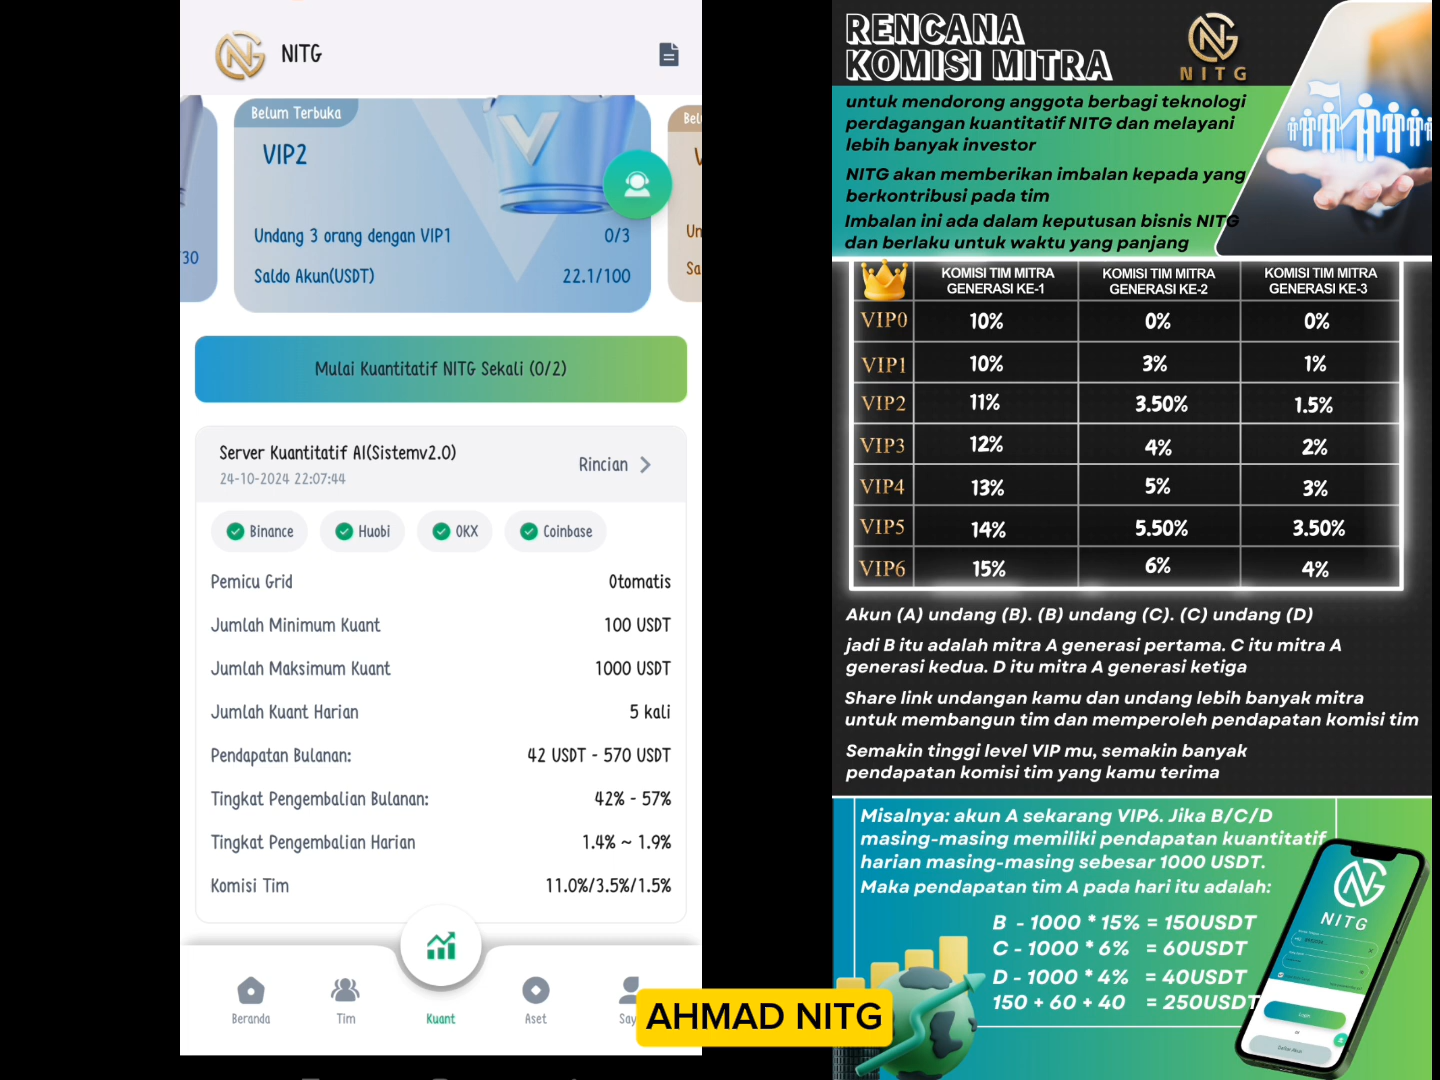 NITG
Belum Terbuka
VIP2
Undang 3 orang dengan VIP1 0/3
Saldo Akun(USDT) 22.1/100
/30
Bel
V
Un
Sa
Mulai Kuantitatif NITG Sekali (0/2)
Server Kuantitatif AI(Sistemv2.0)
24-10-2024 22:07:44
Rincian
Binance Huobi OKX Coinbase
Pemicu Grid Otomatis
Jumlah Minimum Kuant 100 USDT
Jumlah Maksimum Kuant 1000 USDT
Jumlah Kuant Harian 5 kali
Pendapatan Bulanan: 42 USDT - 570 USDT
Tingkat Pengembalian Bulanan: 42% - 57%
Tingkat Pengembalian Harian 1.4% ~ 1.9%
Komisi Tim 11.0%/3.5%/1.5%
Beranda Tim Kuant Aset Say
AHMAD NITG
RENCANA
KOMISI MITRA
NITG
untuk mendorong anggota berbagi teknologi
perdagangan kuantitatif NITG dan melayani
lebih banyak investor
NITG akan memberikan imbalan kepada yang
berkontribusi pada tim
Imbalan ini ada dalam keputusan bisnis NITG
dan berlaku untuk waktu yang panjang
KOMISI TIM MITRA GENERASI KE-1 KOMISI TIM MITRA GENERASI KE-2 KOMISI TIM MITRA GENERASI KE-3
VIP0 10% 0% 0%
VIP1 10% 3% 1%
VIP2 11% 3.50% 1.5%
VIP3 12% 4% 2%
VIP4 13% 5% 3%
VIP5 14% 5.50% 3.50%
VIP6 15% 6% 4%
Akun (A) undang (B). (B) undang (C). (C) undang (D)
jadi B itu adalah mitra A generasi pertama. C itu mitra A
generasi kedua. D itu mitra A generasi ketiga
Share link undangan kamu dan undang lebih banyak mitra
untuk membangun tim dan memperoleh pendapatan komisi tim
Semakin tinggi level VIP mu, semakin banyak
pendapatan komisi tim yang kamu terima
Misalnya: akun A sekarang VIP6. Jika B/C/D
masing-masing memiliki pendapatan kuantitatif
harian masing-masing sebesar 1000 USDT.
Maka pendapatan tim A pada hari itu adalah:
B - 1000 * 15% = 150USDT
C - 1000 * 6% = 60USDT
D - 1000 * 4% = 40USDT
150 + 60 + 40 = 250USDT
NITG
Login